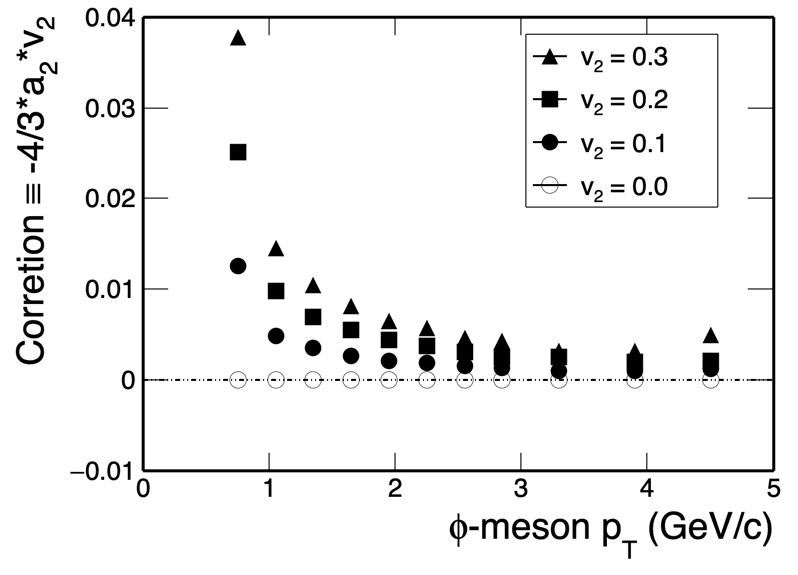 Corretion ≡ -4/3*a2*v2
0.04
0.03
0.02
0.01
0
−0.01
v2 = 0.3
v2 = 0.2
v2 = 0.1
v2 = 0.0
0 1 2 3 4 5
ϕ-meson pT (GeV/c)